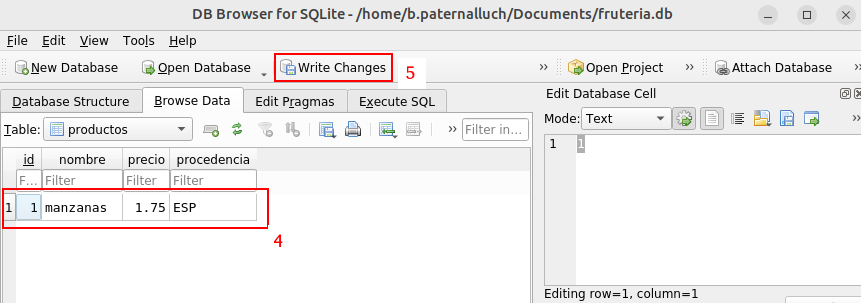 DB Browser for SQLite - /home/b.paternalluch/Documents/fruteria.db
File Edit View Tools Help
New Database Open Database Write Changes 5 » Open Project » Attach Database »
Database Structure Browse Data Edit Pragmas Execute SQL
Table: productos » Filter in...
id nombre precio procedencia
F... Filter Filter Filter
1 1 manzanas 1.75 ESP
4
Edit Database Cell
Mode: Text
1 1
Editing row=1, column=1